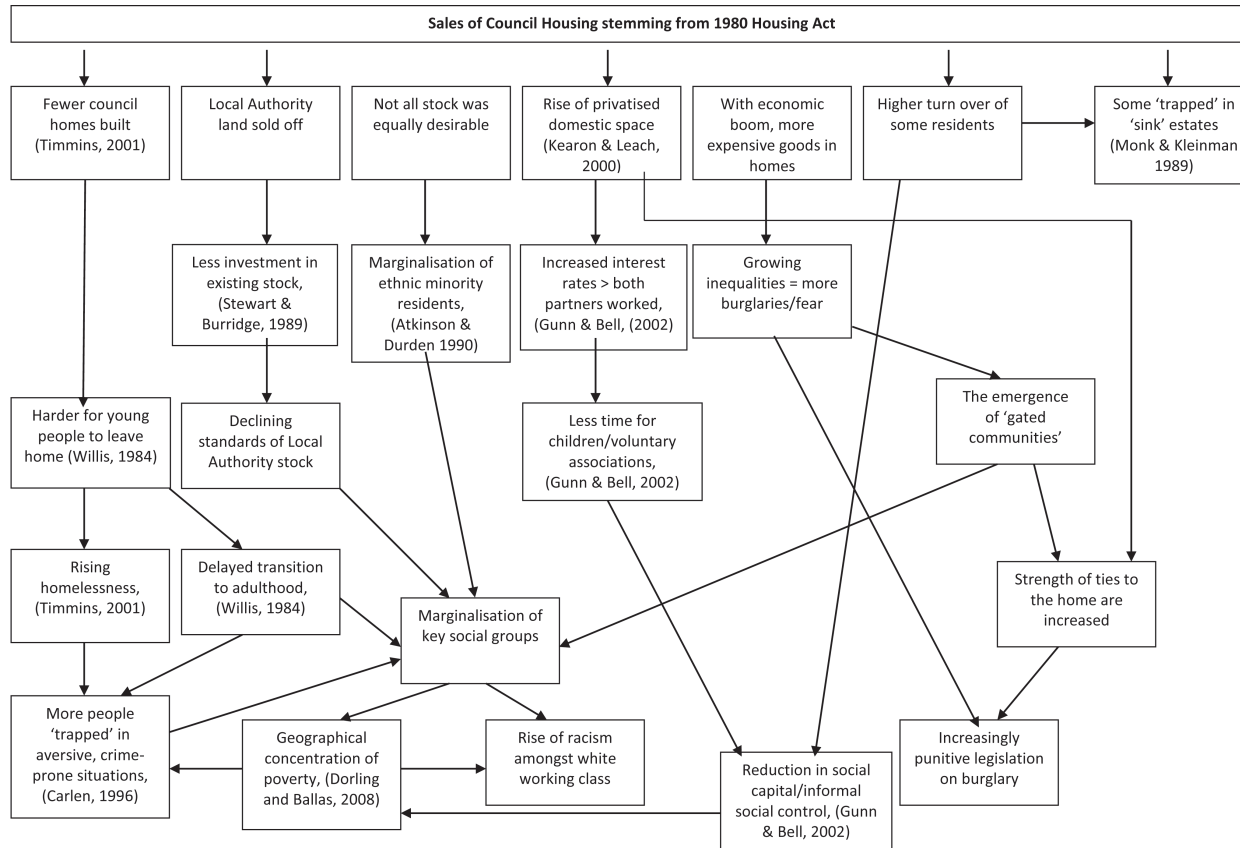 Sales of Council Housing stemming from 1980 Housing Act
Fewer council
homes built
(Timmins, 2001)
Local Authority
land sold off
Not all stock was
equally desirable
Rise of privatised
domestic space
(Kearon & Leach,
2000)
With economic
boom, more
expensive goods in
homes
Higher turn over of
some residents
Some ‘trapped’ in
‘sink’ estates
(Monk & Kleinman
1989)
Less investment in
existing stock,
(Stewart &
Burridge, 1989)
Marginalisation of
ethnic minority
residents,
(Atkinson &
Durden 1990)
Increased interest
rates > both
partners worked,
(Gunn & Bell, (2002)
Growing
inequalities = more
burglaries/fear
Harder for young
people to leave
home (Willis, 1984)
Declining
standards of Local
Authority stock
Less time for
children/voluntary
associations,
(Gunn & Bell, 2002)
The emergence
of ‘gated
communities’
Rising
homelessness,
(Timmins, 2001)
Delayed transition
to adulthood,
(Willis, 1984)
Marginalisation of
key social groups
Strength of ties to
the home are
increased
More people
‘trapped’ in
aversive, crime-
prone situations,
(Carlen, 1996)
Geographical
concentration of
poverty, (Dorling
and Ballas, 2008)
Rise of racism
amongst white
working class
Reduction in social
capital/informal
social control, (Gunn
& Bell, 2002)
Increasingly
punitive legislation
on burglary